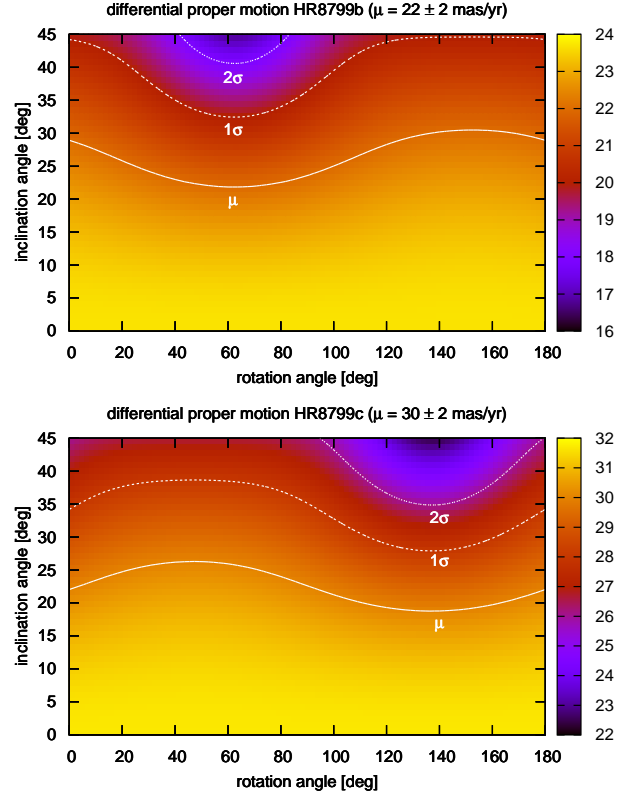 differential proper motion HR8799b (μ = 22 ± 2 mas/yr)
45
40
35
30
25
20
15
10
5
0
inclination angle [deg]
2σ
1σ
μ
0 20 40 60 80 100 120 140 160 180
rotation angle [deg]
24
23
22
21
20
19
18
17
16
differential proper motion HR8799c (μ = 30 ± 2 mas/yr)
45
40
35
30
25
20
15
10
5
0
inclination angle [deg]
2σ
1σ
μ
0 20 40 60 80 100 120 140 160 180
rotation angle [deg]
32
31
30
29
28
27
26
25
24
23
22